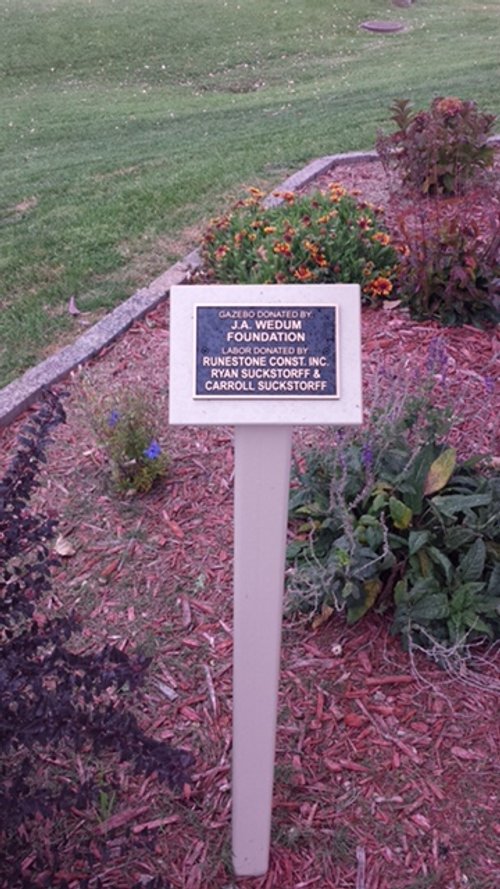 GAZEBO DONATED BY:
J.A. WEDUM
FOUNDATION
LABOR DONATED BY
RUNESTONE CONST. INC.
RYAN SUCKSTORFF &
CARROLL SUCKSTORFF